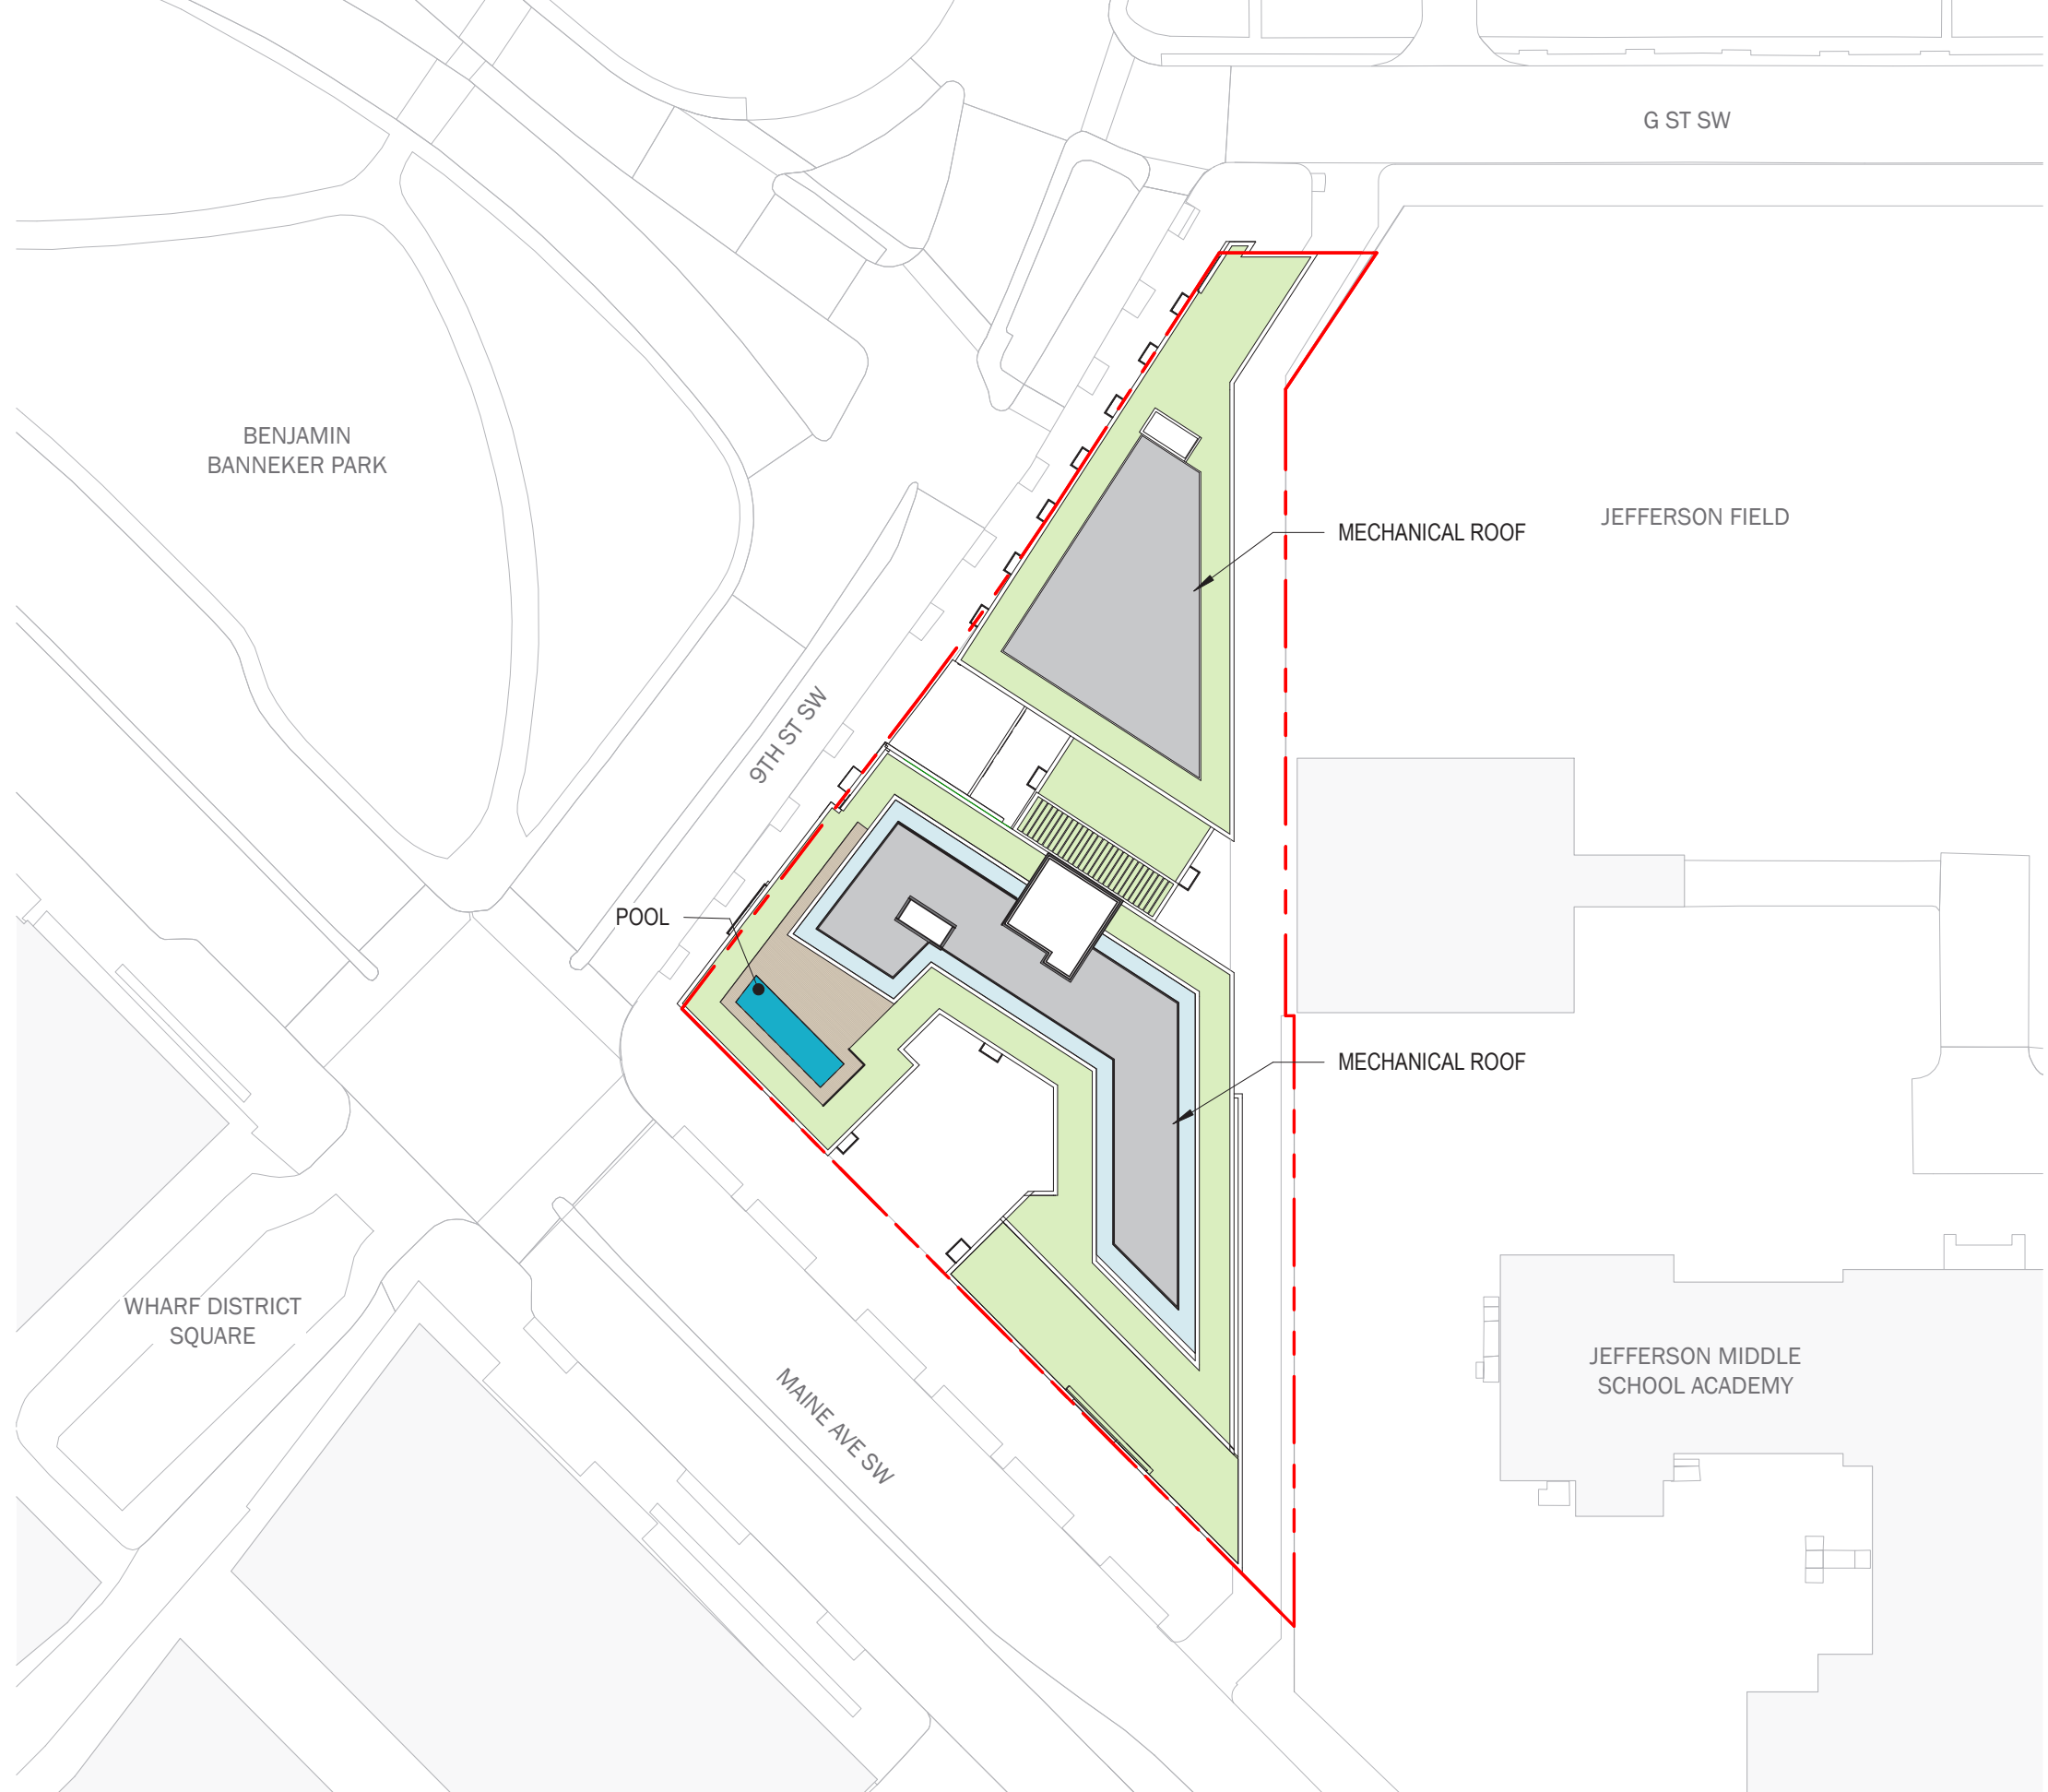 G ST SW
BENJAMIN
BANNEKER PARK
JEFFERSON FIELD
MECHANICAL ROOF
9TH ST SW
POOL
MECHANICAL ROOF
WHARF DISTRICT
SQUARE
JEFFERSON MIDDLE
SCHOOL ACADEMY
MAINE AVE SW